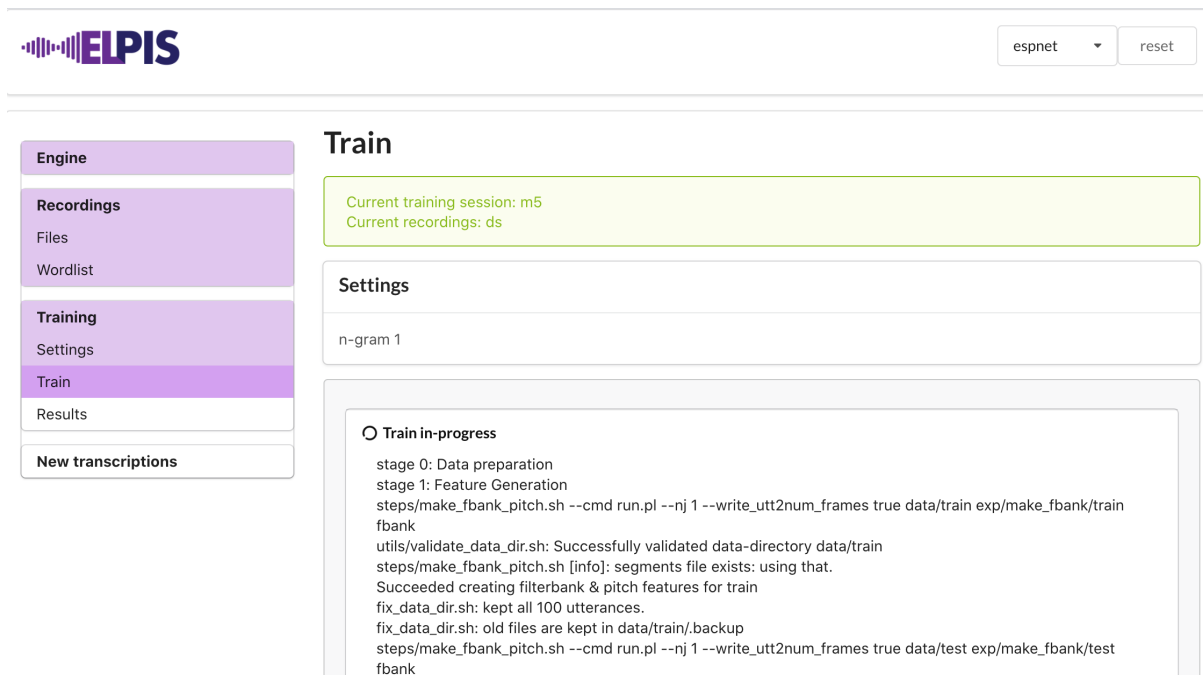 ELPIS
espnet
reset
Engine
Recordings
Files
Wordlist
Training
Settings
Train
Results
New transcriptions
Train
Current training session: m5
Current recordings: ds
Settings
n-gram 1
Train in-progress
stage 0: Data preparation
stage 1: Feature Generation
steps/make_fbank_pitch.sh --cmd run.pl --nj 1 --write_utt2num_frames true data/train exp/make_fbank/train
fbank
utils/validate_data_dir.sh: Successfully validated data-directory data/train
steps/make_fbank_pitch.sh [info]: segments file exists: using that.
Succeeded creating filterbank & pitch features for train
fix_data_dir.sh: kept all 100 utterances.
fix_data_dir.sh: old files are kept in data/train/.backup
steps/make_fbank_pitch.sh --cmd run.pl --nj 1 --write_utt2num_frames true data/test exp/make_fbank/test
fbank